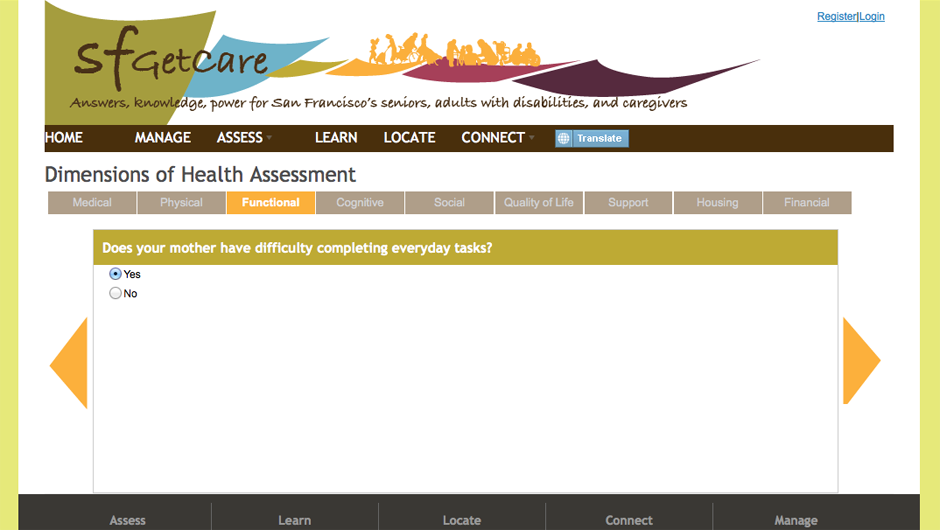 Register|Login
sfGetCare
Answers, knowledge, power for San Francisco's seniors, adults with disabilities, and caregivers
HOME MANAGE ASSESS LEARN LOCATE CONNECT Translate
Dimensions of Health Assessment
Medical Physical Functional Cognitive Social Quality of Life Support Housing Financial
Does your mother have difficulty completing everyday tasks?
Yes
No
Assess Learn Locate Connect Manage